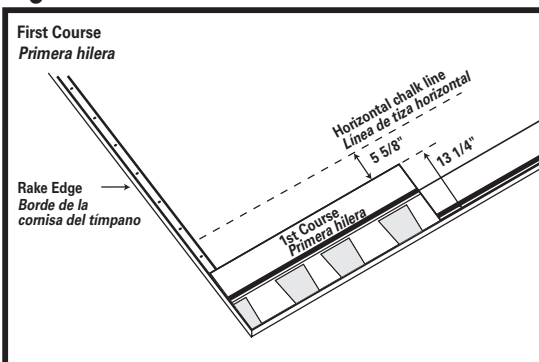 First Course
Primera hilera
Horizontal chalk line
Línea de tiza horizontal
5 5/8"
13 1/4"
Rake Edge
Borde de la
cornisa del tímpano
1st Course
Primera hilera